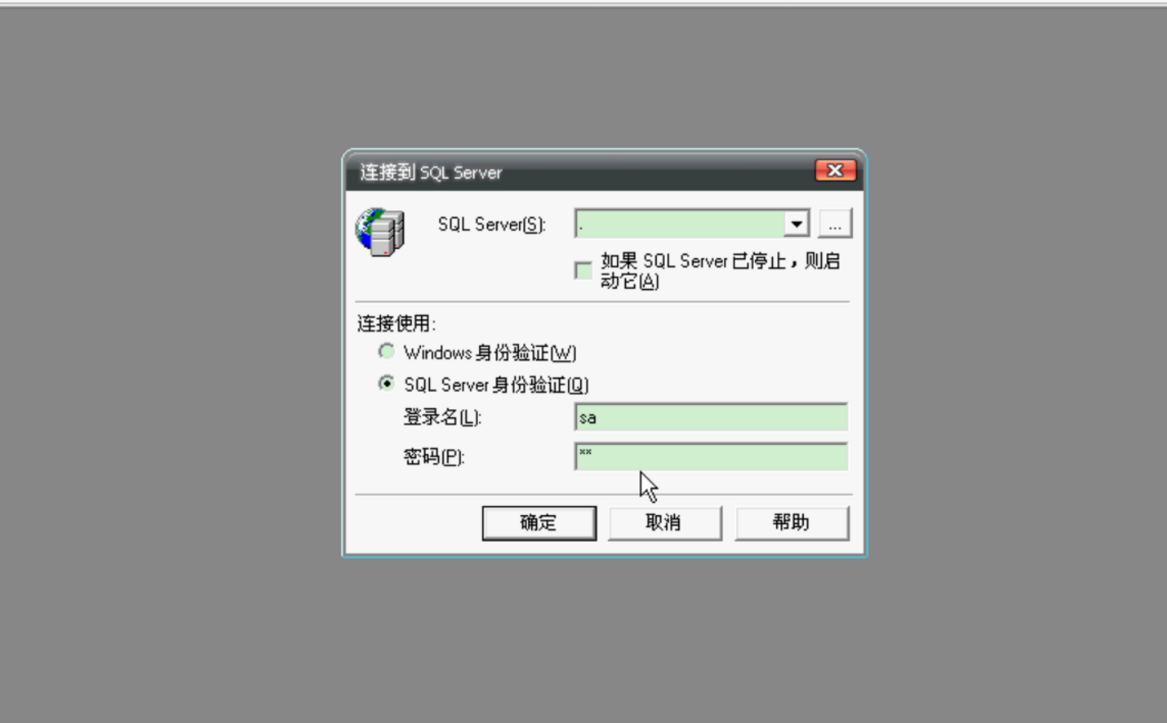 连接到 SQL Server
SQL Server(S):
.
...
如果 SQL Server 已停止，则启
动它(A)
连接使用:
Windows 身份验证(W)
SQL Server 身份验证(Q)
登录名(L):
sa
密码(P):
**
确定
取消
帮助